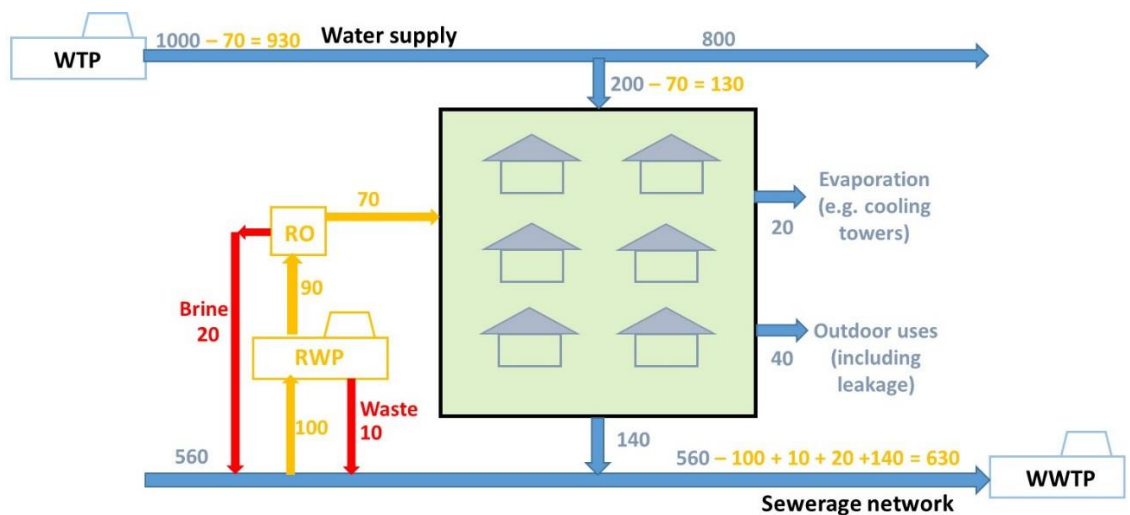 1000 – 70 = 930
Water supply
800
WTP
200 – 70 = 130
70
Evaporation
(e.g. cooling
towers)
20
RO
90
Brine
20
RWP
Outdoor uses
(including
leakage)
40
Waste
10
100
560
140
560 – 100 + 10 + 20 +140 = 630
WWTP
Sewerage network